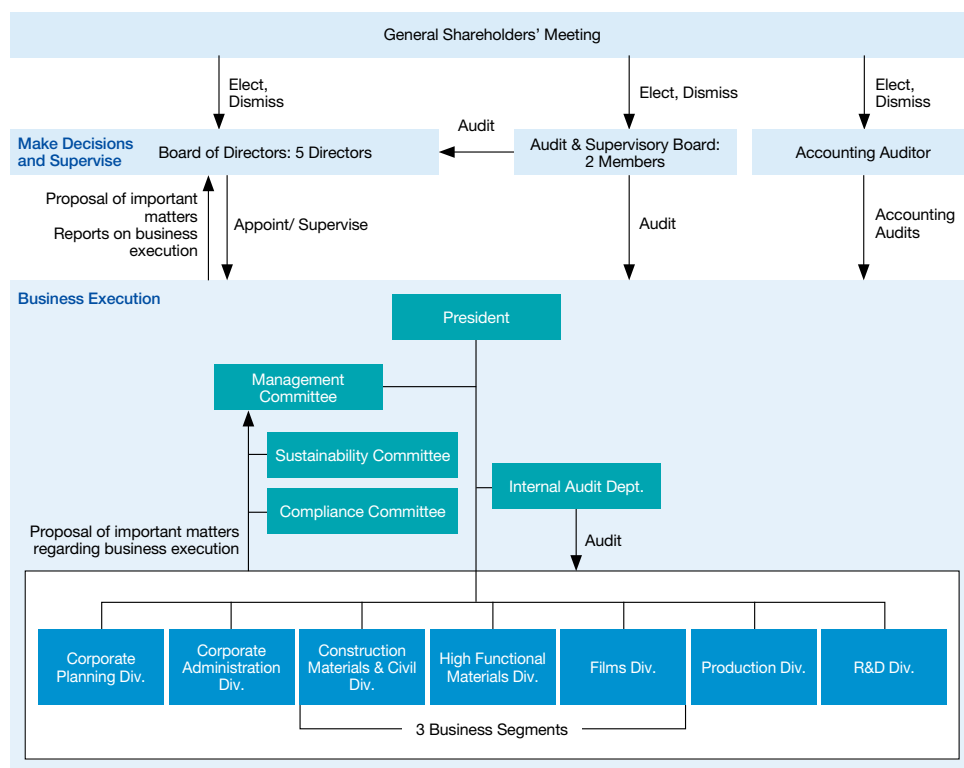 General Shareholders' Meeting
Elect,
Dismiss
Elect, Dismiss
Elect,
Dismiss
Make Decisions
and Supervise
Board of Directors: 5 Directors
Audit
Audit & Supervisory Board:
2 Members
Accounting Auditor
Proposal of important
matters
Reports on business
execution
Appoint/ Supervise
Audit
Accounting
Audits
Business Execution
President
Management
Committee
Sustainability Committee
Internal Audit Dept.
Compliance Committee
Proposal of important matters
regarding business execution
Audit
Corporate
Planning Div.
Corporate
Administration
Div.
Construction
Materials & Civil
Div.
High Functional
Materials Div.
Films Div.
Production Div.
R&D Div.
3 Business Segments